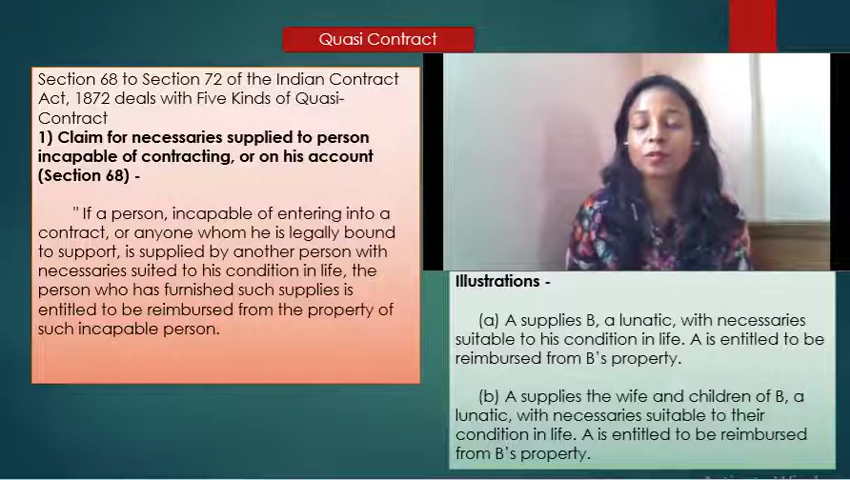 Quasi Contract
Section 68 to Section 72 of the Indian Contract
Act, 1872 deals with Five Kinds of Quasi-
Contract
1) Claim for necessaries supplied to person
incapable of contracting, or on his account
(Section 68) -
" If a person, incapable of entering into a
contract, or anyone whom he is legally bound
to support, is supplied by another person with
necessaries suited to his condition in life, the
person who has furnished such supplies is
entitled to be reimbursed from the property of
such incapable person.
Illustrations -
(a) A supplies B, a lunatic, with necessaries
suitable to his condition in life. A is entitled to be
reimbursed from B's property.
(b) A supplies the wife and children of B, a
lunatic, with necessaries suitable to their
condition in life. A is entitled to be reimbursed
from B's property.